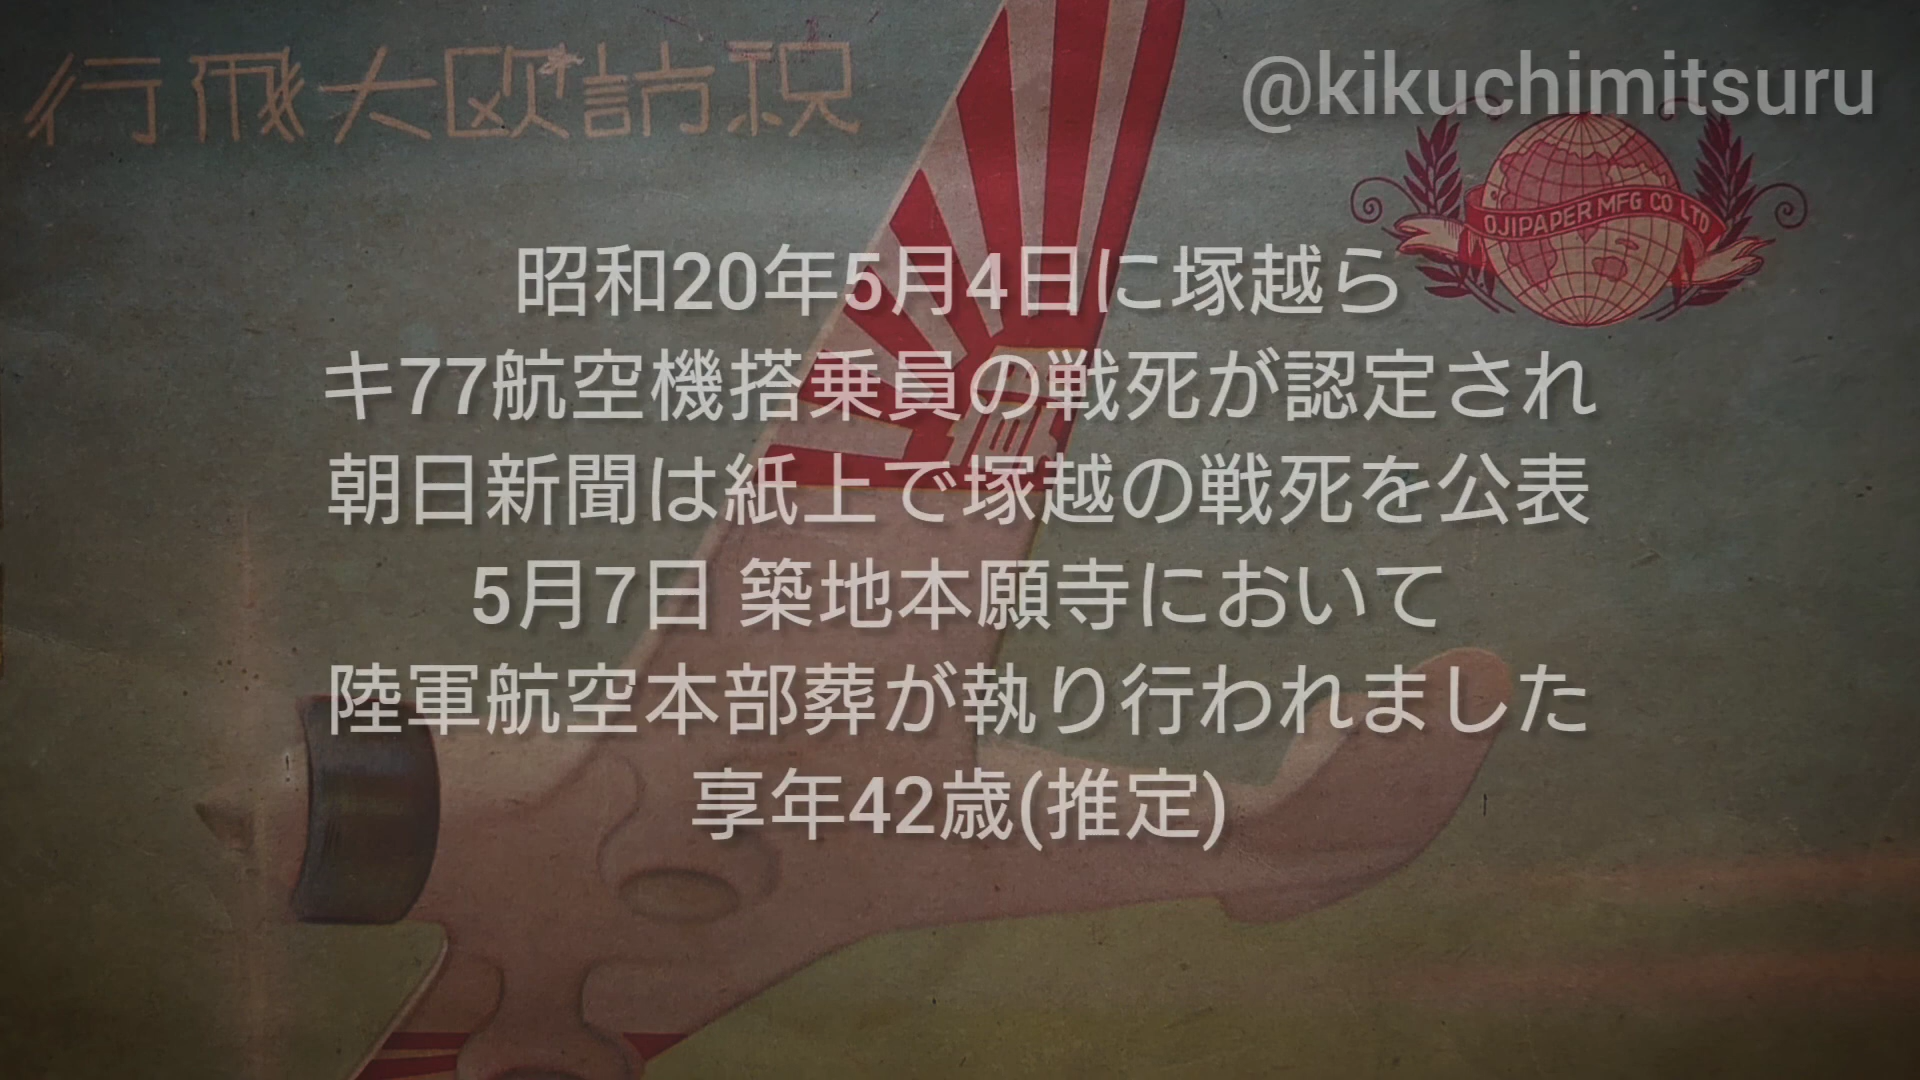 行飛大欧訪祝
@kikuchimitsuru
OJIPAPER MFG CO LTD
昭和20年5月4日に塚越ら
キ77航空機搭乗員の戦死が認定され
朝日新聞は紙上で塚越の戦死を公表
5月7日 築地本願寺において
陸軍航空本部葬が執り行われました
享年42歳(推定)